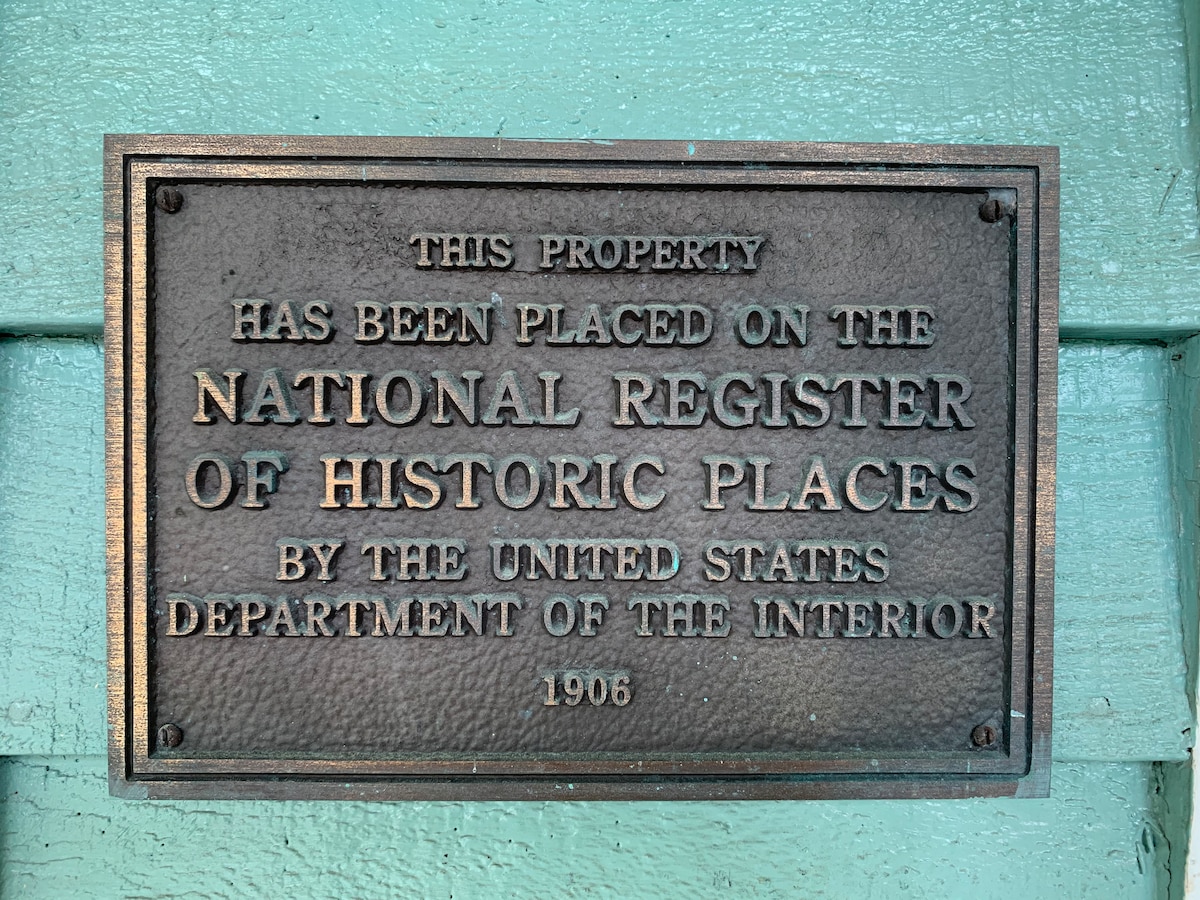 THIS PROPERTY
HAS BEEN PLACED ON THE
NATIONAL REGISTER
OF HISTORIC PLACES
BY THE UNITED STATES
DEPARTMENT OF THE INTERIOR
1906